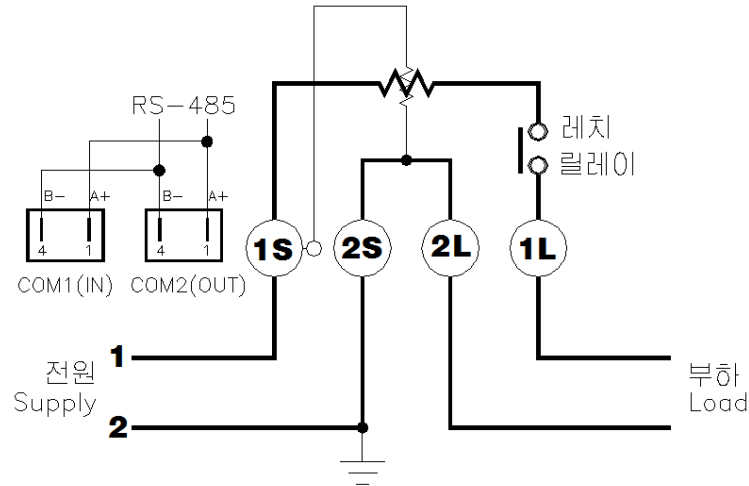 RS-485
레치
릴레이
B- A+ B- A+
4 1 4 1
1S 2S 2L 1L
COM1(IN) COM2(OUT)
1
전원
Supply
2
부하
Load